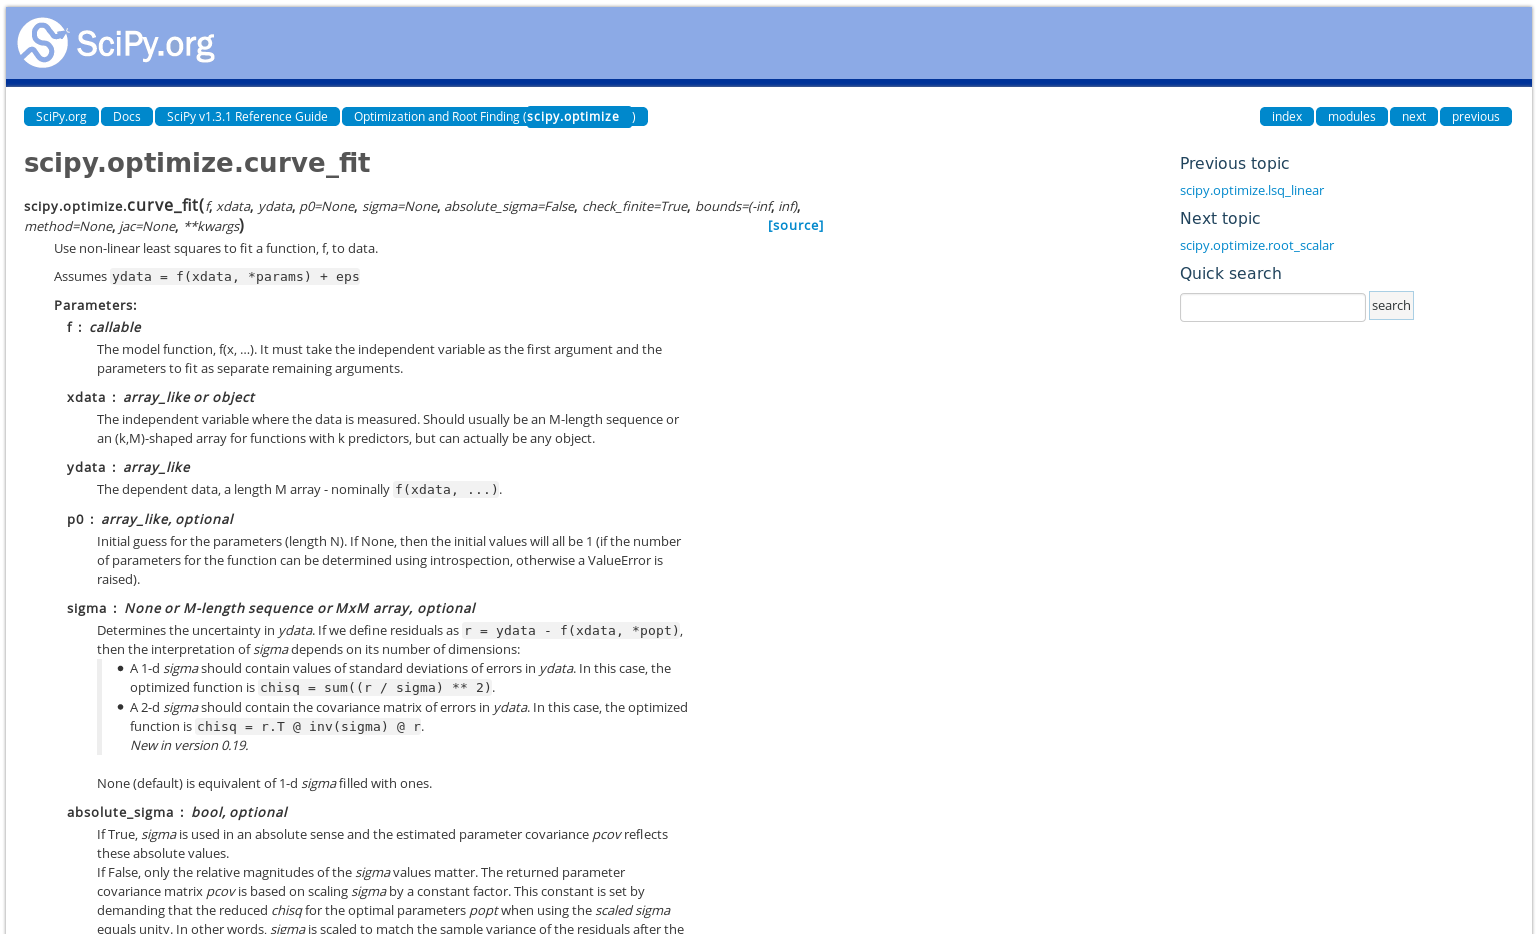 SciPy.org
SciPy.org Docs SciPy v1.3.1 Reference Guide Optimization and Root Finding (scipy.optimize) index modules next previous
scipy.optimize.curve_fit
scipy.optimize.curve_fit(f, xdata, ydata, p0=None, sigma=None, absolute_sigma=False, check_finite=True, bounds=(-inf, inf),
method=None, jac=None, **kwargs) [source]
Use non-linear least squares to fit a function, f, to data.
Assumes ydata = f(xdata, *params) + eps
Parameters:
f : callable
The model function, f(x, …). It must take the independent variable as the first argument and the
parameters to fit as separate remaining arguments.
xdata : array_like or object
The independent variable where the data is measured. Should usually be an M-length sequence or
an (k,M)-shaped array for functions with k predictors, but can actually be any object.
ydata : array_like
The dependent data, a length M array - nominally f(xdata, ...).
p0 : array_like, optional
Initial guess for the parameters (length N). If None, then the initial values will all be 1 (if the number
of parameters for the function can be determined using introspection, otherwise a ValueError is
raised).
sigma : None or M-length sequence or MxM array, optional
Determines the uncertainty in ydata. If we define residuals as r = ydata - f(xdata, *popt),
then the interpretation of sigma depends on its number of dimensions:
• A 1-d sigma should contain values of standard deviations of errors in ydata. In this case, the
optimized function is chisq = sum((r / sigma) ** 2).
• A 2-d sigma should contain the covariance matrix of errors in ydata. In this case, the optimized
function is chisq = r.T @ inv(sigma) @ r.
New in version 0.19.
None (default) is equivalent of 1-d sigma filled with ones.
absolute_sigma : bool, optional
If True, sigma is used in an absolute sense and the estimated parameter covariance pcov reflects
these absolute values.
If False, only the relative magnitudes of the sigma values matter. The returned parameter
covariance matrix pcov is based on scaling sigma by a constant factor. This constant is set by
demanding that the reduced chisq for the optimal parameters popt when using the scaled sigma
equals unity. In other words, sigma is scaled to match the sample variance of the residuals after the
Previous topic
scipy.optimize.lsq_linear
Next topic
scipy.optimize.root_scalar
Quick search
search